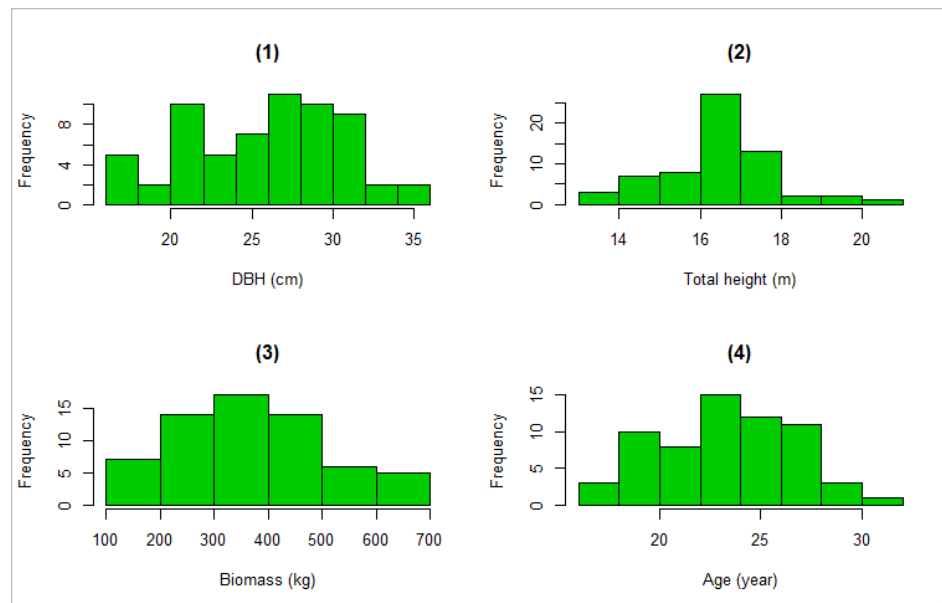 (1)
Frequency
0 4 8
20 25 30 35
DBH (cm)
(2)
Frequency
0 10 20
14 16 18 20
Total height (m)
(3)
Frequency
0 5 10 15
100 200 300 400 500 600 700
Biomass (kg)
(4)
Frequency
0 5 10 15
20 25 30
Age (year)